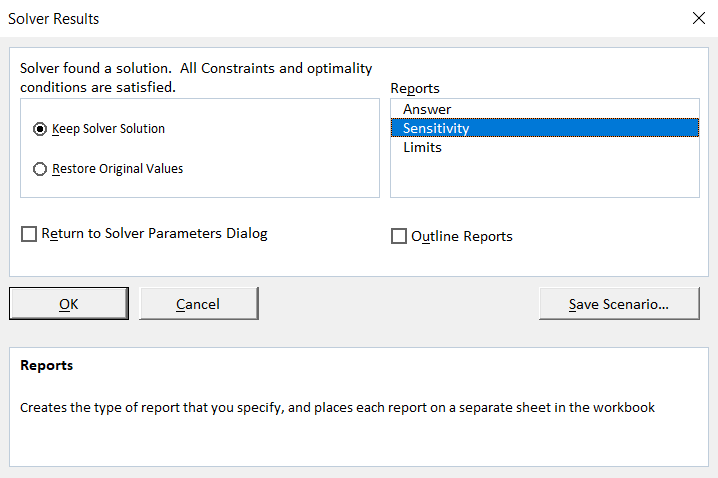 Solver Results
Solver found a solution.  All Constraints and optimality
conditions are satisfied.
Reports
Answer
Sensitivity
Limits
Keep Solver Solution
Restore Original Values
Return to Solver Parameters Dialog
Outline Reports
OK
Cancel
Save Scenario...
Reports
Creates the type of report that you specify, and places each report on a separate sheet in the workbook